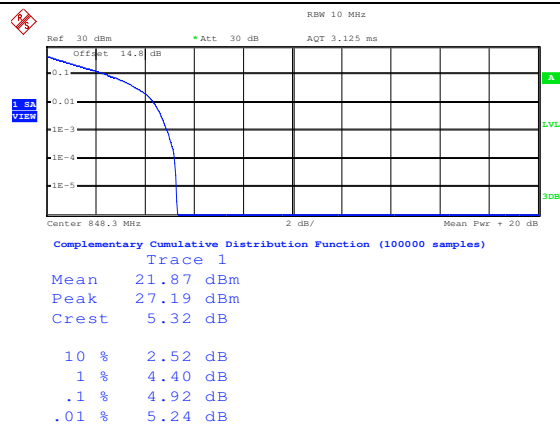 RBW 10 MHz
Ref 30 dBm * Att 30 dB AQT 3.125 ms
Offset 14.8 dB
0.1
A
1 SA
VIEW
0.01
1E-3
LVL
1E-4
1E-5
3DB
Center 848.3 MHz 2 dB/ Mean Pwr + 20 dB
Complementary Cumulative Distribution Function (100000 samples)
Trace 1
Mean 21.87 dBm
Peak 27.19 dBm
Crest 5.32 dB
10 % 2.52 dB
1 % 4.40 dB
.1 % 4.92 dB
.01 % 5.24 dB